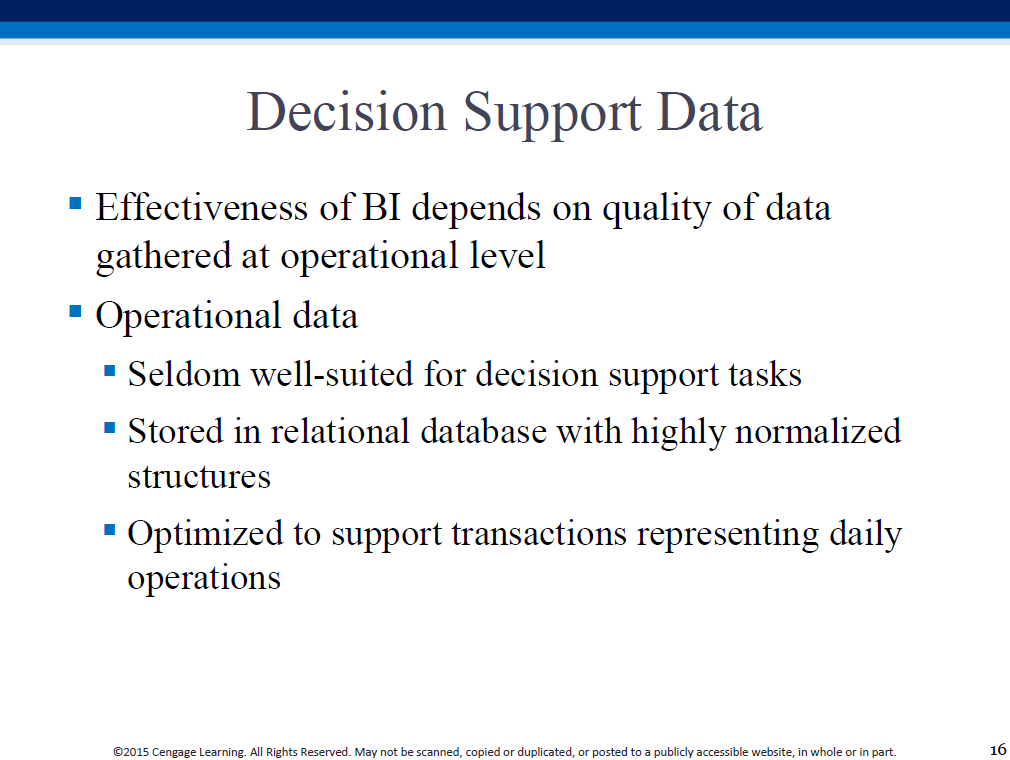 Decision Support Data
▪ Effectiveness of BI depends on quality of data
gathered at operational level
▪ Operational data
▪ Seldom well-suited for decision support tasks
▪ Stored in relational database with highly normalized
structures
▪ Optimized to support transactions representing daily
operations
©2015 Cengage Learning. All Rights Reserved. May not be scanned, copied or duplicated, or posted to a publicly accessible website, in whole or in part.
16